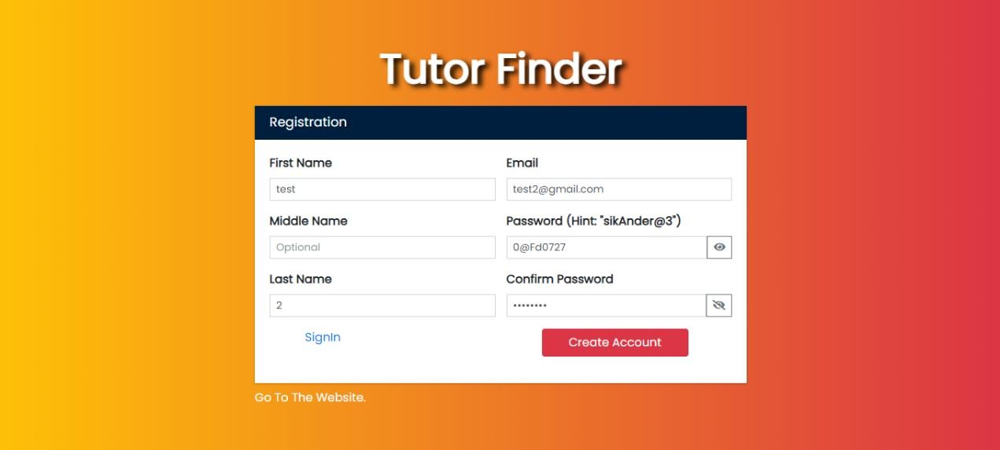 Tutor Finder
Registration
First Name
test
Email
test2@gmail.com
Middle Name
Optional
Password (Hint: "sikAnder@3")
0@Fd0727
Last Name
2
Confirm Password
••••••••
SignIn
Create Account
Go To The Website.